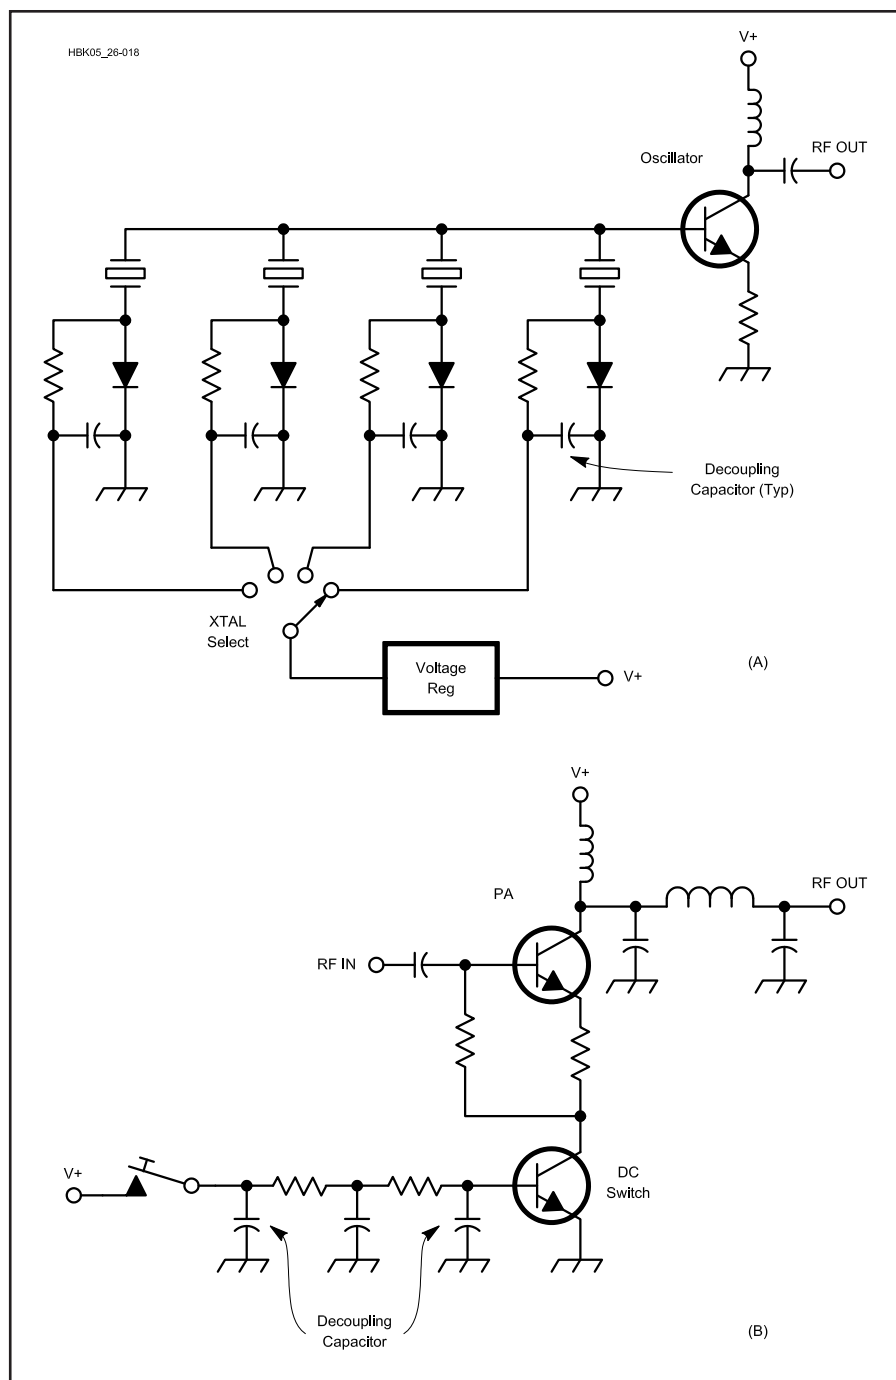 HBK05_26-018
V+
RF OUT
Oscillator
Decoupling
Capacitor (Typ)
XTAL
Select
Voltage
Reg
V+
(A)
V+
RF OUT
PA
RF IN
V+
DC
Switch
Decoupling
Capacitor
(B)